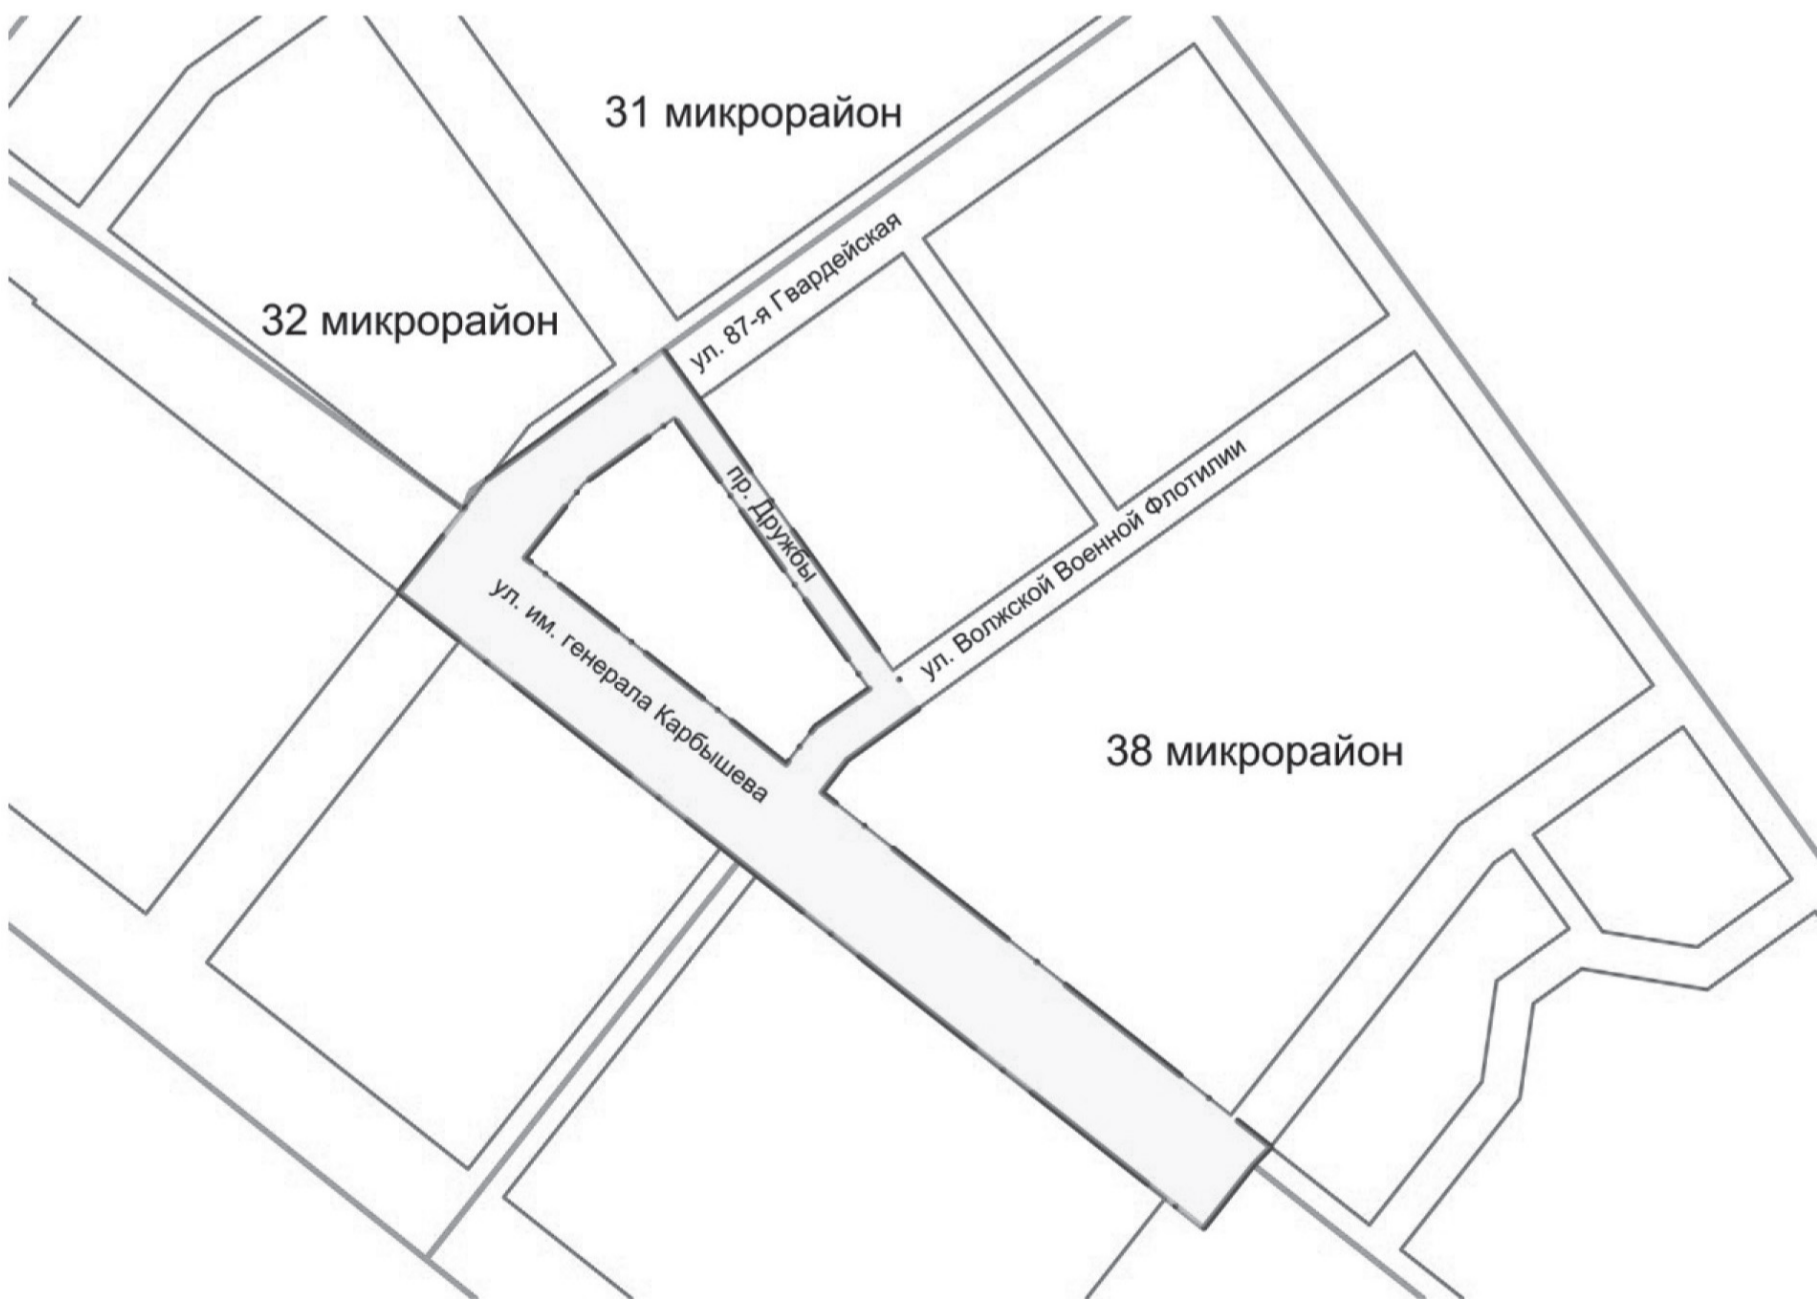 31 микрорайон
ул. 87-я Гвардейская
32 микрорайон
пр. Дружбы
ул. Волжской Военной Флотилии
ул. им. генерала Карбышева
38 микрорайон